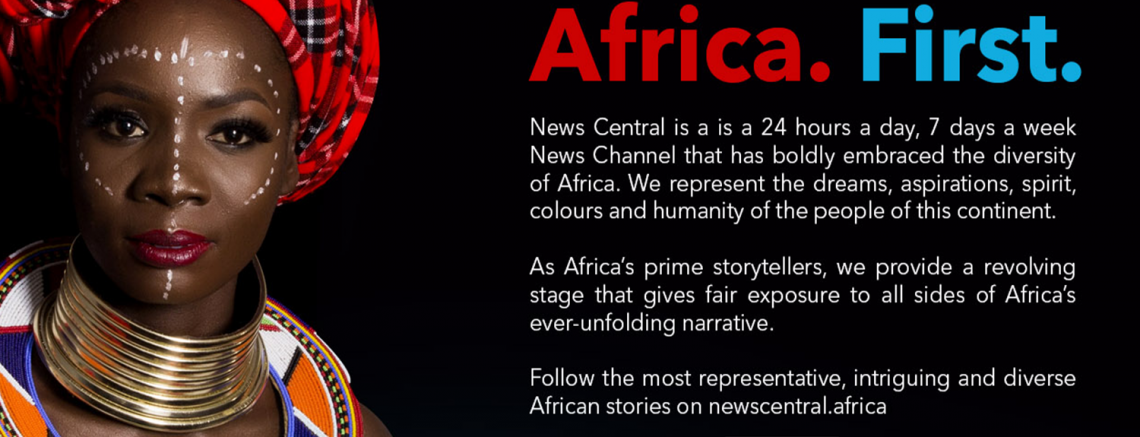 Africa. First.
News Central is a is a 24 hours a day, 7 days a week
News Channel that has boldly embraced the diversity
of Africa. We represent the dreams, aspirations, spirit,
colours and humanity of the people of this continent.
As Africa's prime storytellers, we provide a revolving
stage that gives fair exposure to all sides of Africa's
ever-unfolding narrative.
Follow the most representative, intriguing and diverse
African stories on newscentral.africa